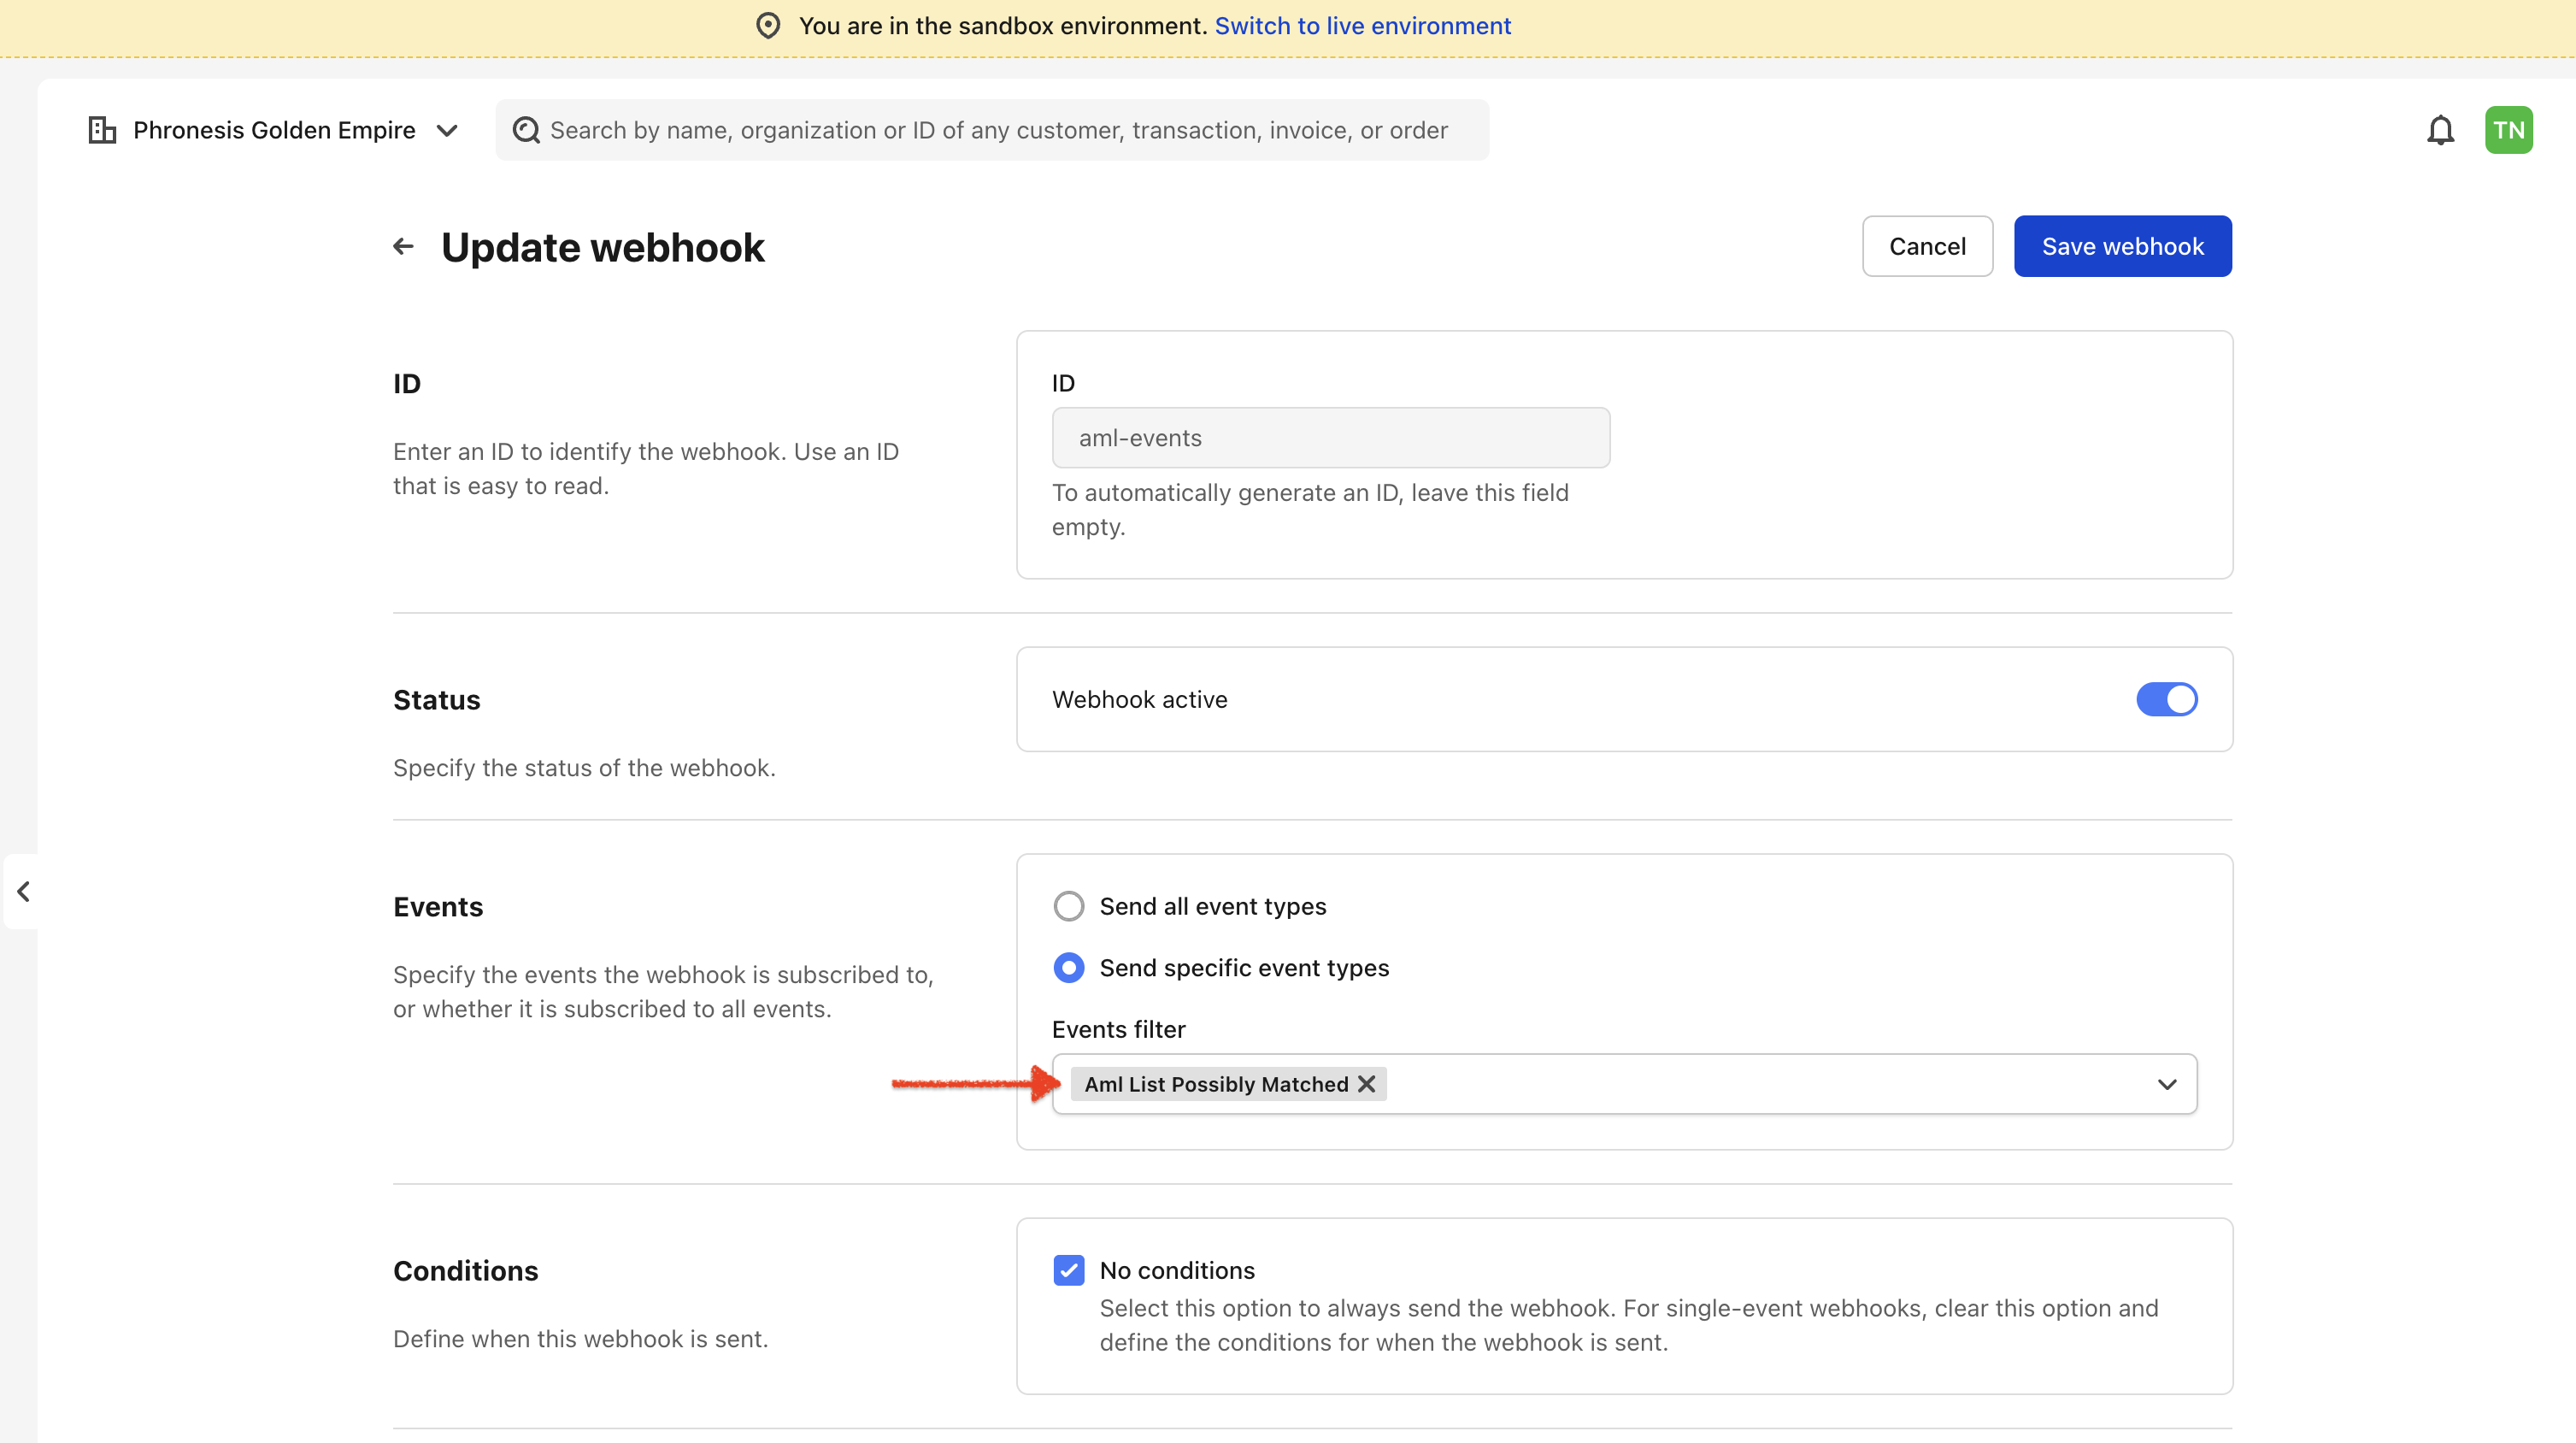 You are in the sandbox environment. Switch to live environment
Phronesis Golden Empire
Search by name, organization or ID of any customer, transaction, invoice, or order
TN
Update webhook
Cancel
Save webhook
ID
Enter an ID to identify the webhook. Use an ID
that is easy to read.
ID
aml-events
To automatically generate an ID, leave this field
empty.
Status
Specify the status of the webhook.
Webhook active
Events
Specify the events the webhook is subscribed to,
or whether it is subscribed to all events.
Send all event types
Send specific event types
Events filter
Aml List Possibly Matched
Conditions
Define when this webhook is sent.
No conditions
Select this option to always send the webhook. For single-event webhooks, clear this option and
define the conditions for when the webhook is sent.